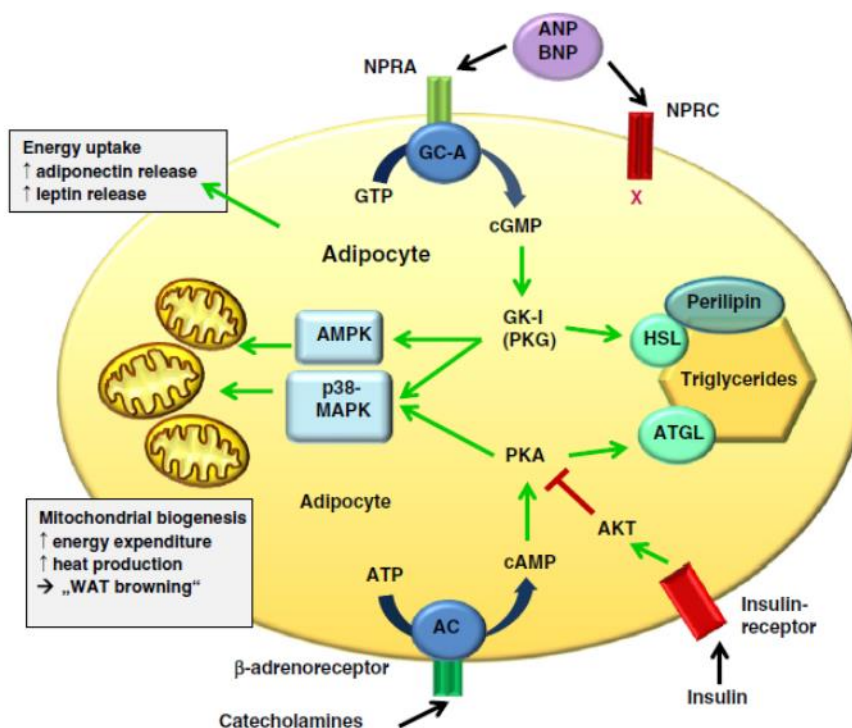 ANP
BNP
NPRA
NPRC
Energy uptake
↑ adiponectin release
↑ leptin release
GC-A
GTP
X
cGMP
Adipocyte
Perilipin
GK-I
(PKG)
HSL
AMPK
Triglycerides
p38-
MAPK
ATGL
PKA
Adipocyte
Mitochondrial biogenesis
↑ energy expenditure
↑ heat production
→ „WAT browning“
AKT
ATP
cAMP
AC
Insulin-
receptor
β-adrenoreceptor
Insulin
Catecholamines